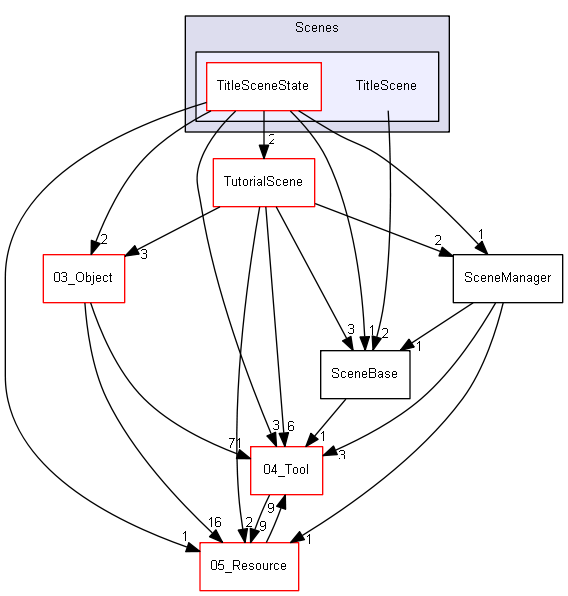 Scenes
TitleSceneState
TitleScene
2
TutorialScene
2
3
2
1
03_Object
SceneManager
3
1
2
1
SceneBase
3
6
1
71
3
04_Tool
16
2
9
9
1
1
05_Resource